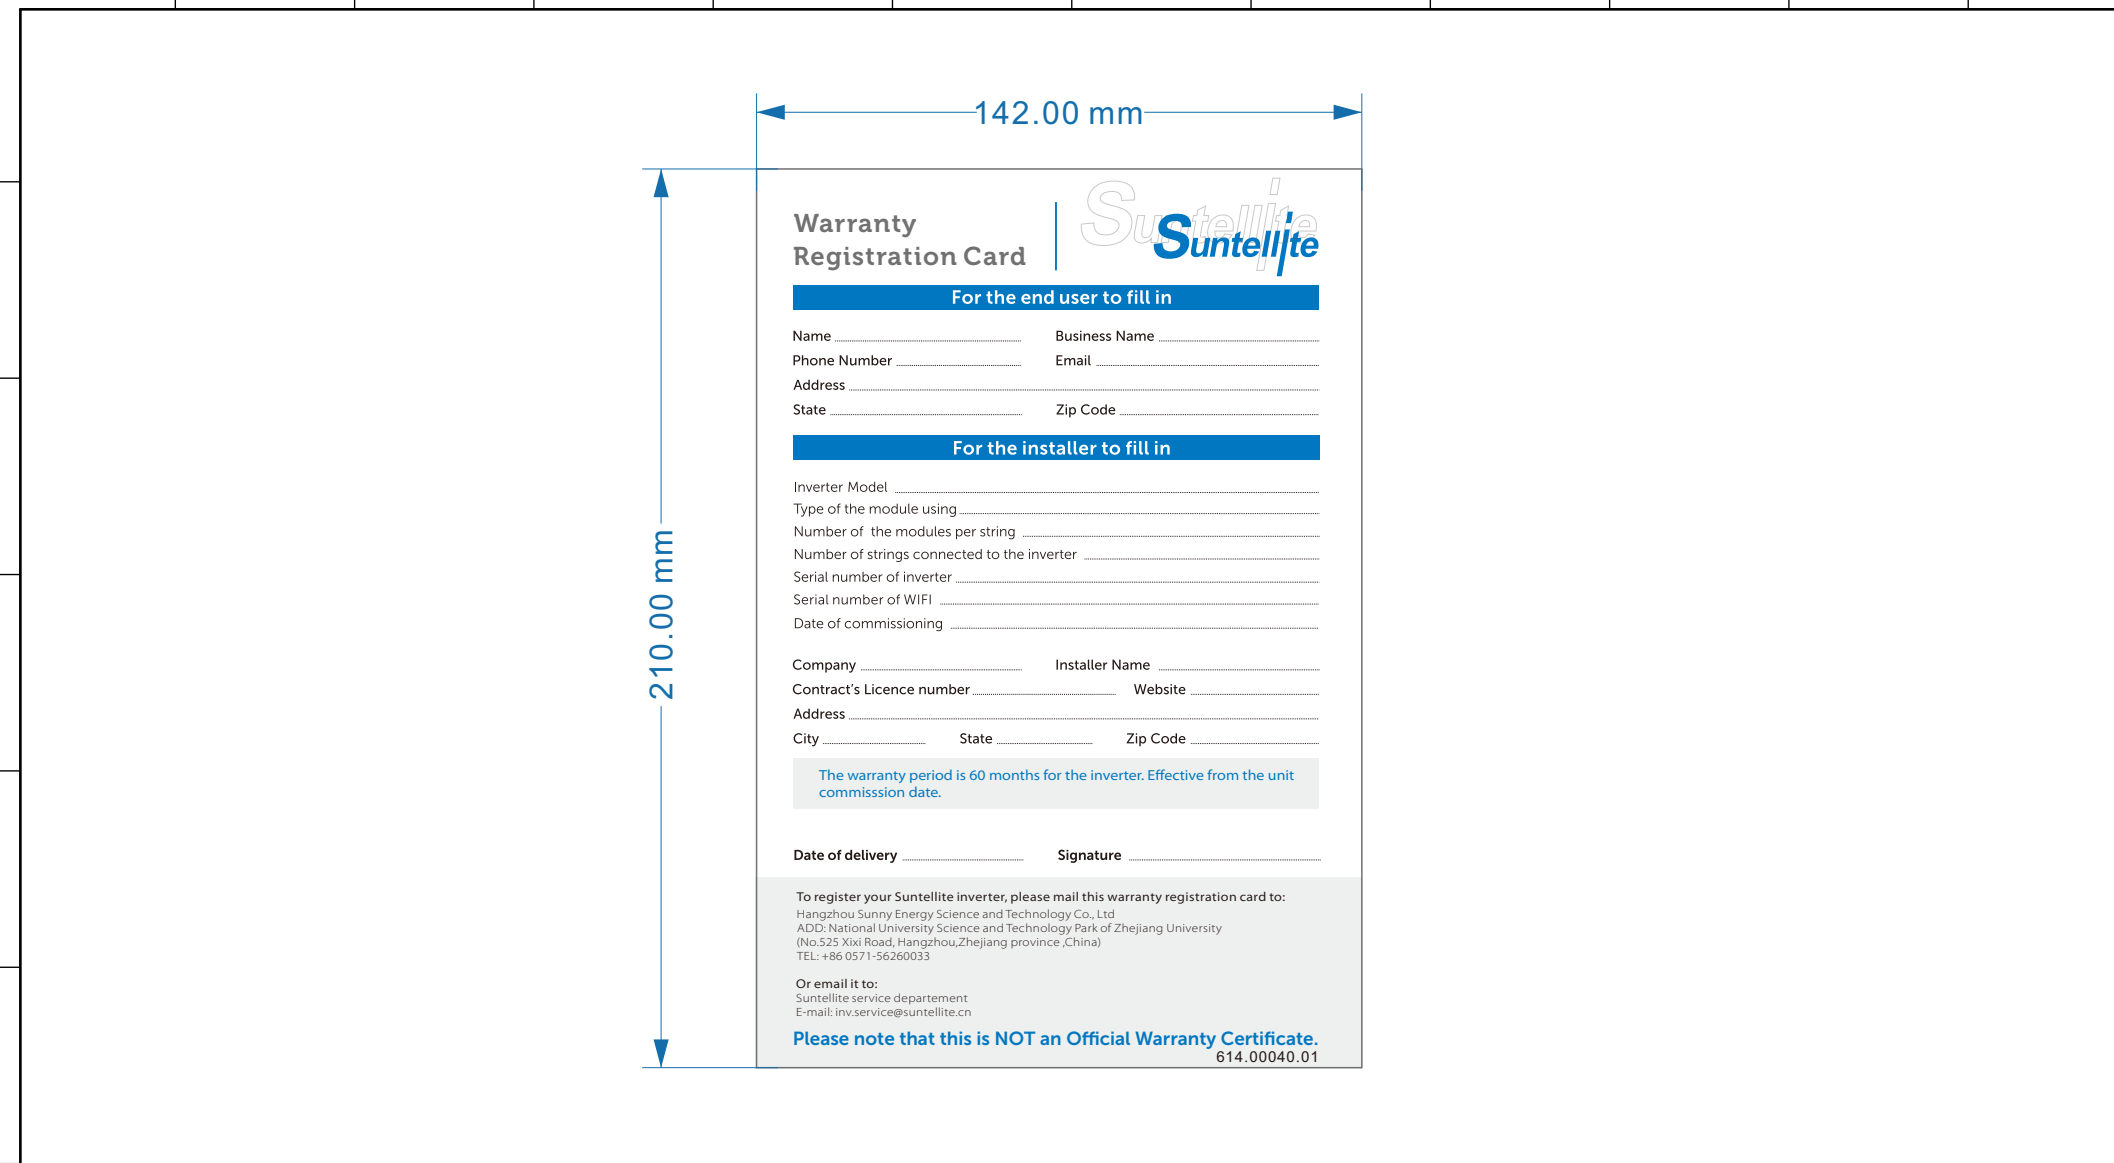 142.00 mm
210.00 mm
Warranty
Registration Card
Suntellite
Suntellite
For the end user to fill in
Name Business Name
Phone Number Email
Address
State Zip Code
For the installer to fill in
Inverter Model
Type of the module using
Number of the modules per string
Number of strings connected to the inverter
Serial number of inverter
Serial number of WIFI
Date of commissioning
Company Installer Name
Contract's Licence number Website
Address
City State Zip Code
The warranty period is 60 months for the inverter. Effective from the unit
commisssion date.
Date of delivery Signature
To register your Suntellite inverter, please mail this warranty registration card to:
Hangzhou Sunny Energy Science and Technology Co., Ltd
ADD: National University Science and Technology Park of Zhejiang University
(No.525 Xixi Road, Hangzhou,Zhejiang province ,China)
TEL: +86 0571-56260033
Or email it to:
Suntellite service departement
E-mail: inv.service@suntellite.cn
Please note that this is NOT an Official Warranty Certificate.
614.00040.01